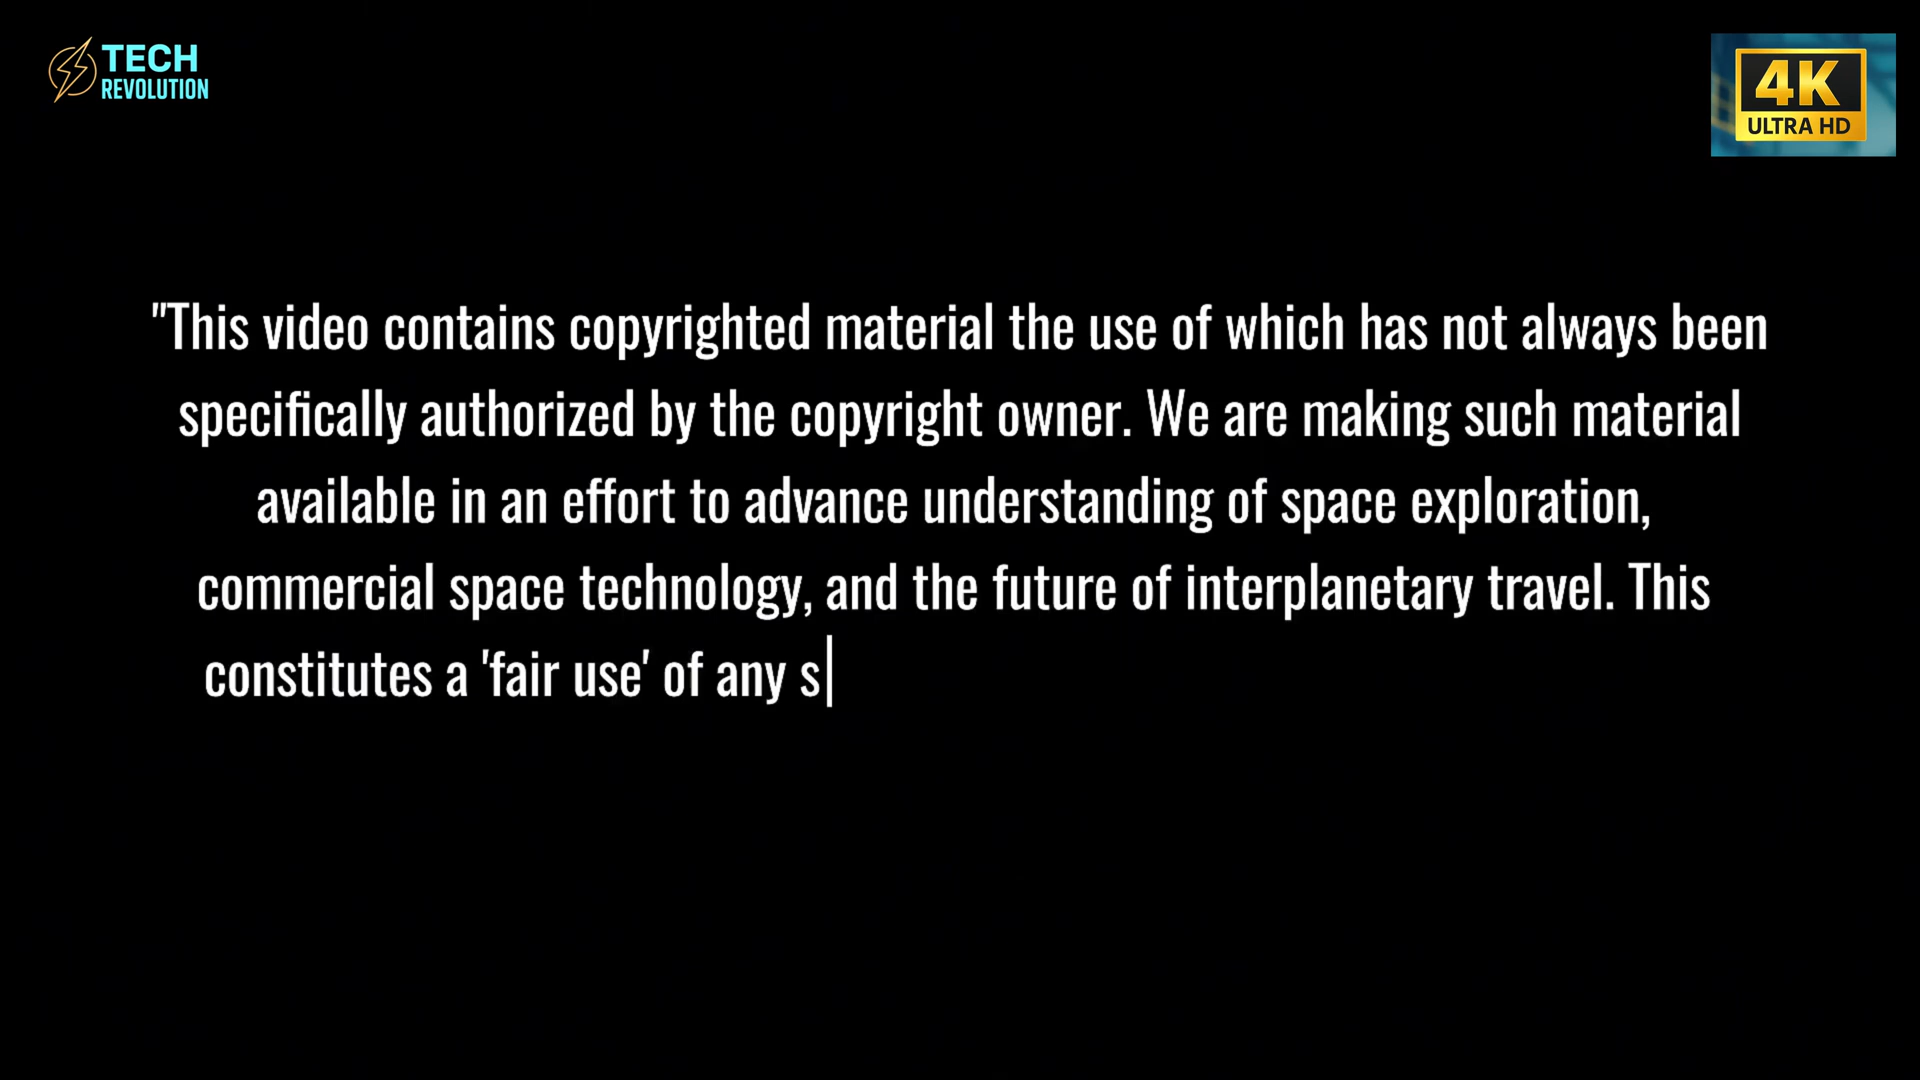 TECH
REVOLUTION
4K
ULTRA HD
"This video contains copyrighted material the use of which has not always been
specifically authorized by the copyright owner. We are making such material
available in an effort to advance understanding of space exploration,
commercial space technology, and the future of interplanetary travel. This
constitutes a 'fair use' of any s